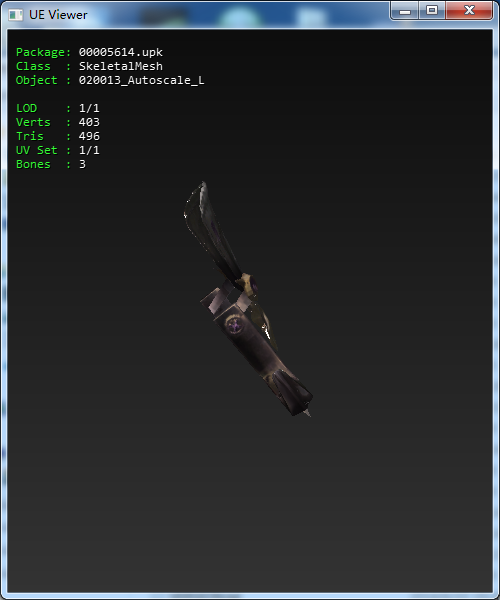 UE Viewer
Package: 00005614.upk
Class : SkeletalMesh
Object : 020013_Autoscale_L
LOD : 1/1
Verts : 403
Tris : 496
UV Set : 1/1
Bones : 3